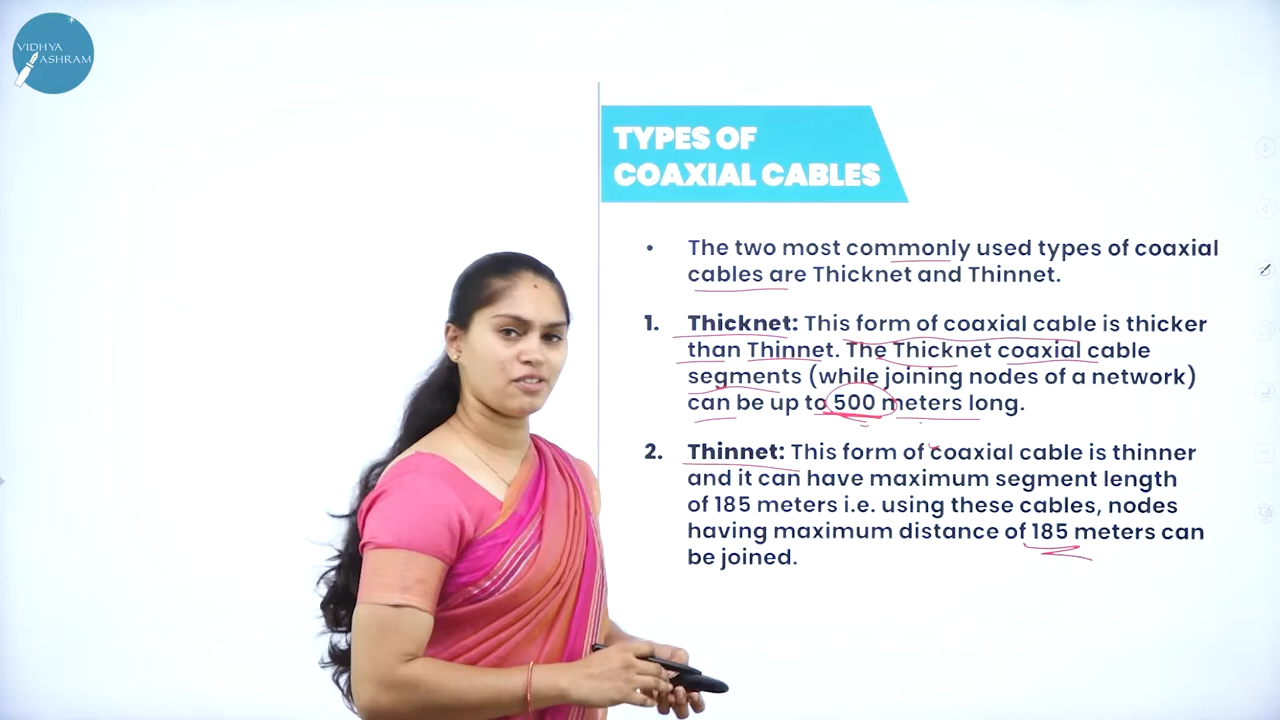 VIDHYA
ASHRAM
TYPES OF
COAXIAL CABLES
• The two most commonly used types of coaxial
cables are Thicknet and Thinnet.
1. Thicknet: This form of coaxial cable is thicker
than Thinnet. The Thicknet coaxial cable
segments (while joining nodes of a network)
can be up to 500 meters long.
2. Thinnet: This form of coaxial cable is thinner
and it can have maximum segment length
of 185 meters i.e. using these cables, nodes
having maximum distance of 185 meters can
be joined.